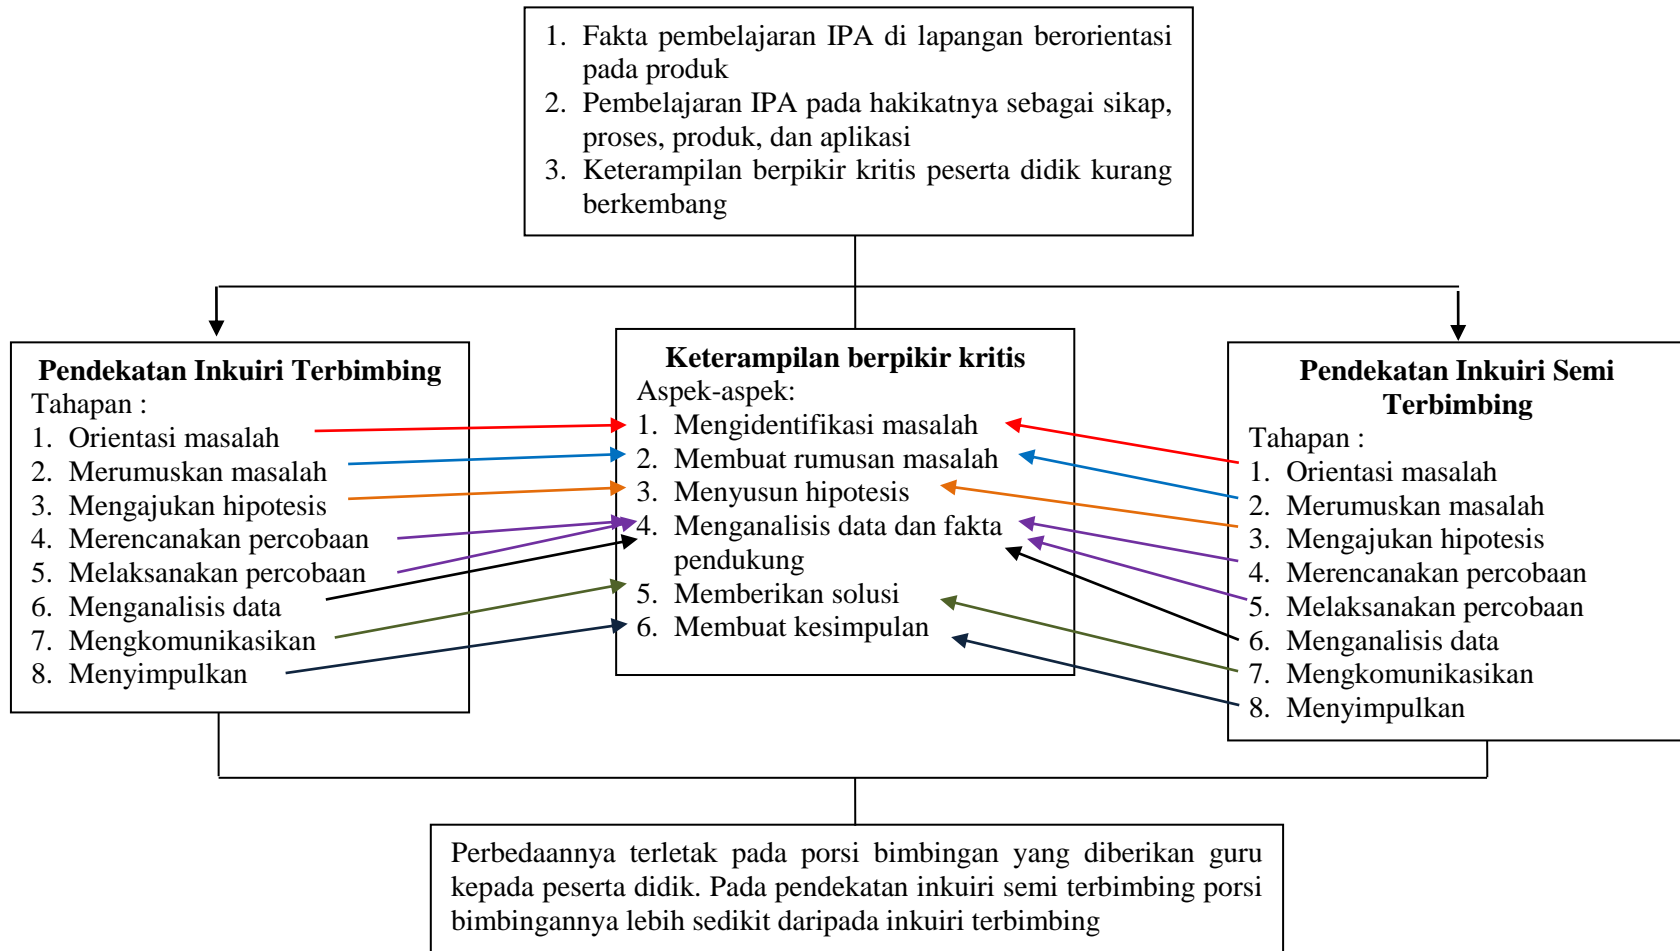 1. Fakta pembelajaran IPA di lapangan berorientasi
pada produk
2. Pembelajaran IPA pada hakikatnya sebagai sikap,
proses, produk, dan aplikasi
3. Keterampilan berpikir kritis peserta didik kurang
berkembang
Pendekatan Inkuiri Terbimbing
Tahapan :
1. Orientasi masalah
2. Merumuskan masalah
3. Mengajukan hipotesis
4. Merencanakan percobaan
5. Melaksanakan percobaan
6. Menganalisis data
7. Mengkomunikasikan
8. Menyimpulkan
Keterampilan berpikir kritis
Aspek-aspek:
1. Mengidentifikasi masalah
2. Membuat rumusan masalah
3. Menyusun hipotesis
4. Menganalisis data dan fakta
pendukung
5. Memberikan solusi
6. Membuat kesimpulan
Pendekatan Inkuiri Semi
Terbimbing
Tahapan :
1. Orientasi masalah
2. Merumuskan masalah
3. Mengajukan hipotesis
4. Merencanakan percobaan
5. Melaksanakan percobaan
6. Menganalisis data
7. Mengkomunikasikan
8. Menyimpulkan
Perbedaannya terletak pada porsi bimbingan yang diberikan guru
kepada peserta didik. Pada pendekatan inkuiri semi terbimbing porsi
bimbingannya lebih sedikit daripada inkuiri terbimbing